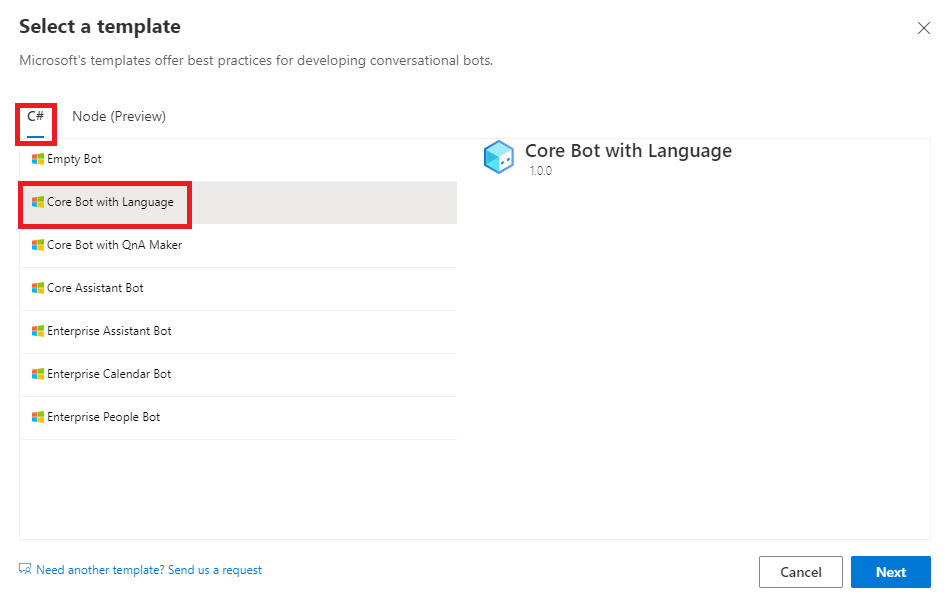 Select a template
Microsoft's templates offer best practices for developing conversational bots.
C#
Node (Preview)
Empty Bot
Core Bot with Language
Core Bot with QnA Maker
Core Assistant Bot
Enterprise Assistant Bot
Enterprise Calendar Bot
Enterprise People Bot
Core Bot with Language
1.0.0
Need another template? Send us a request
Cancel
Next